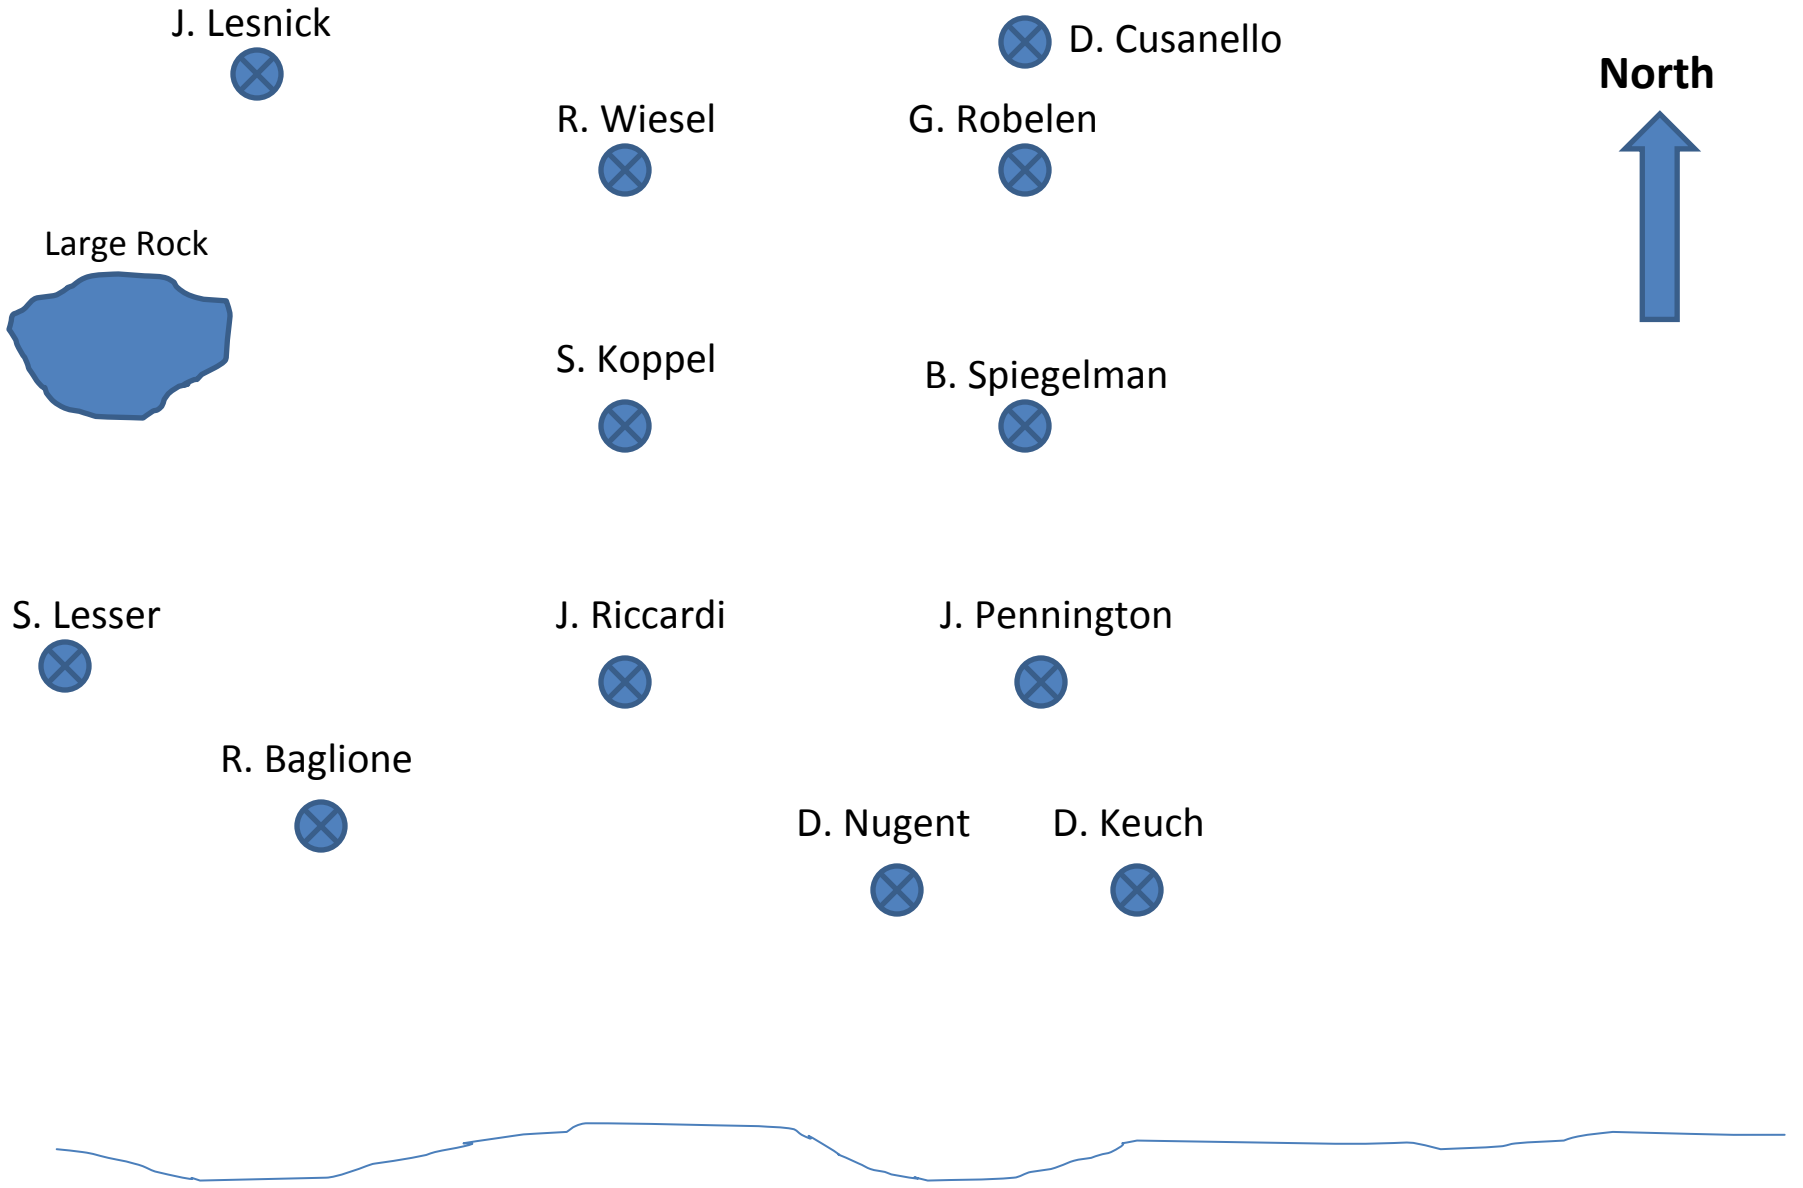 J. Lesnick
D. Cusanello
North
R. Wiesel
G. Robelen
Large Rock
S. Koppel
B. Spiegelman
S. Lesser
J. Riccardi
J. Pennington
R. Baglione
D. Nugent
D. Keuch